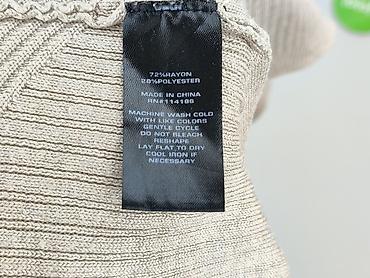 72%RAYON
28%POLYESTER
MADE IN CHINA
RN#114186
MACHINE WASH COLD
WITH LIKE COLORS
GENTLE CYCLE
DO NOT BLEACH
RESHAPE
LAY FLAT TO DRY
COOL IRON IF
NECESSARY